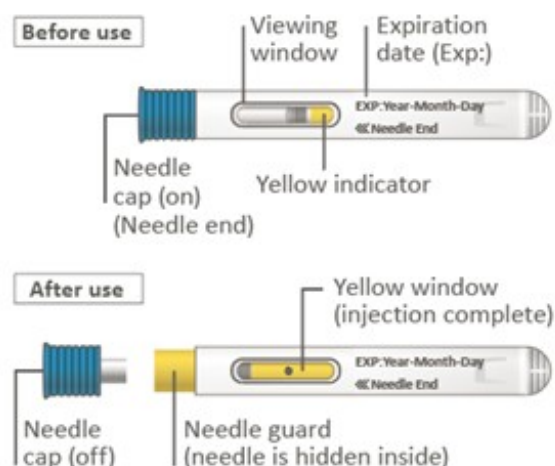 Before use
Viewing
window
Expiration
date (Exp:)
EXP:Year-Month-Day
Needle End
Needle
cap (on)
(Needle end)
Yellow indicator
After use
Yellow window
(injection complete)
EXP:Year-Month-Day
Needle End
Needle
cap (off)
Needle guard
(needle is hidden inside)